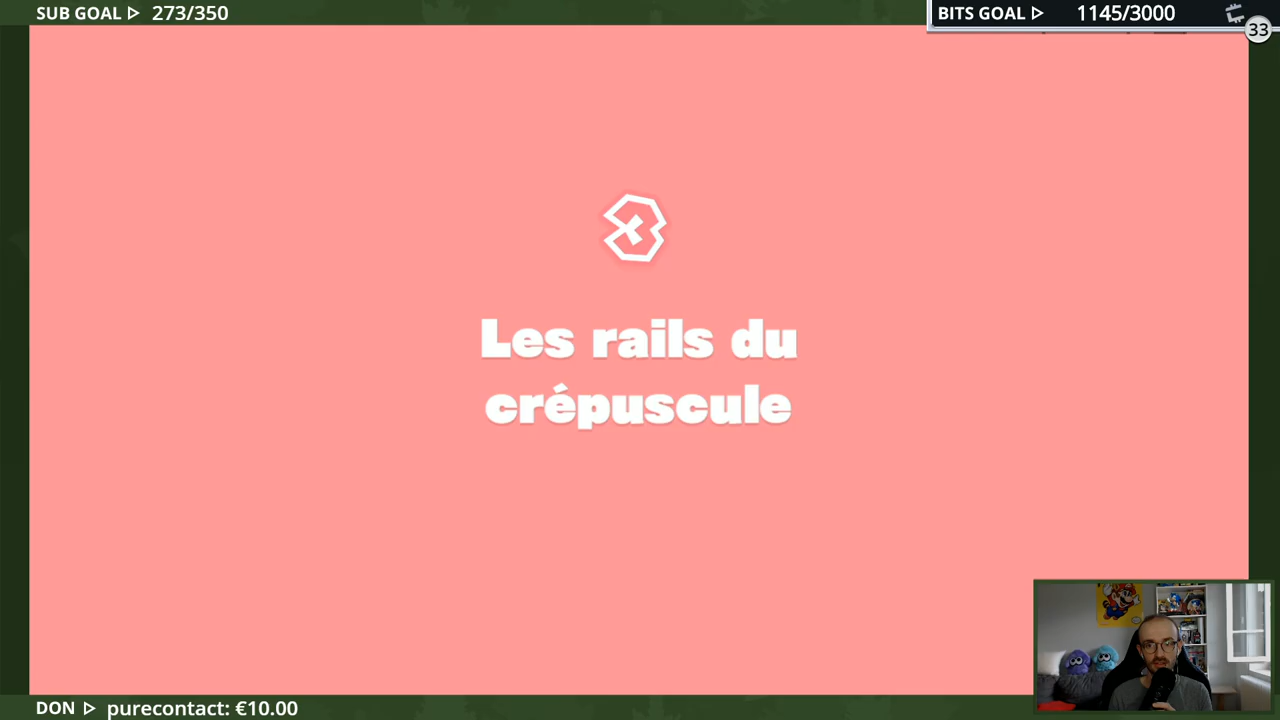 SUB GOAL ▷ 273/350
BITS GOAL ▷ 1145/3000
33
Les rails du
crépuscule
DON ▷ purecontact: €10.00